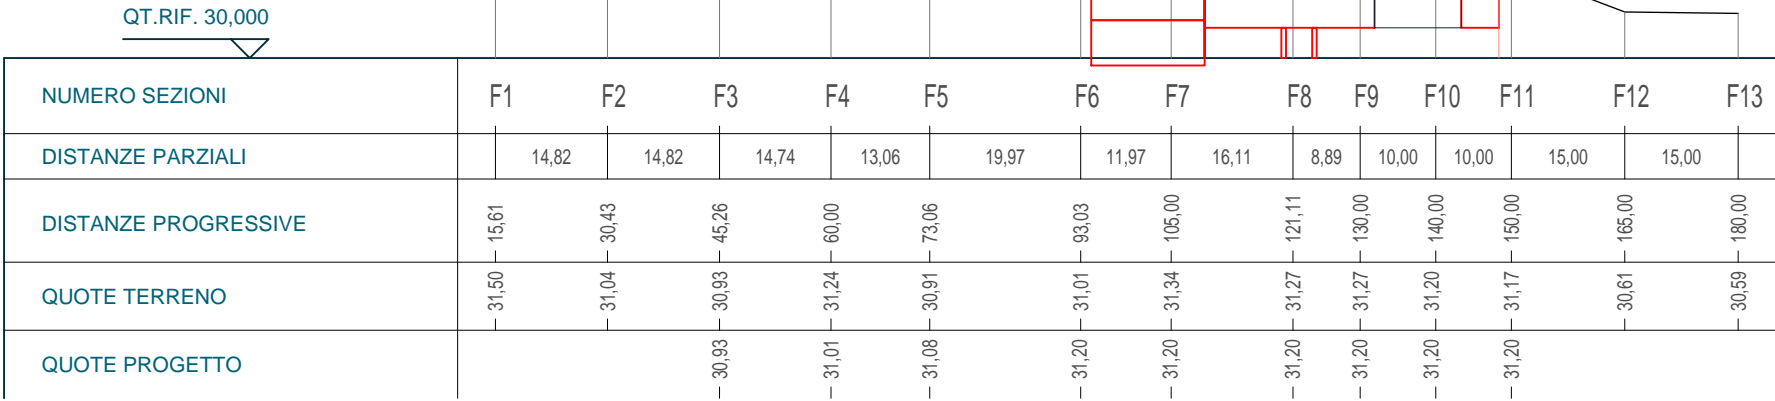 QT.RIF. 30,000
NUMERO SEZIONI F1 F2 F3 F4 F5 F6 F7 F8 F9 F10 F11 F12 F13
DISTANZE PARZIALI 14,82 14,82 14,74 13,06 19,97 11,97 16,11 8,89 10,00 10,00 15,00 15,00
DISTANZE PROGRESSIVE 15,61 30,43 45,26 60,00 73,06 93,03 105,00 121,11 130,00 140,00 150,00 165,00 180,00
QUOTE TERRENO 31,50 31,04 30,93 31,24 30,91 31,01 31,34 31,27 31,27 31,20 31,17 30,61 30,59
QUOTE PROGETTO 30,93 31,01 31,08 31,20 31,20 31,20 31,20 31,20 31,20